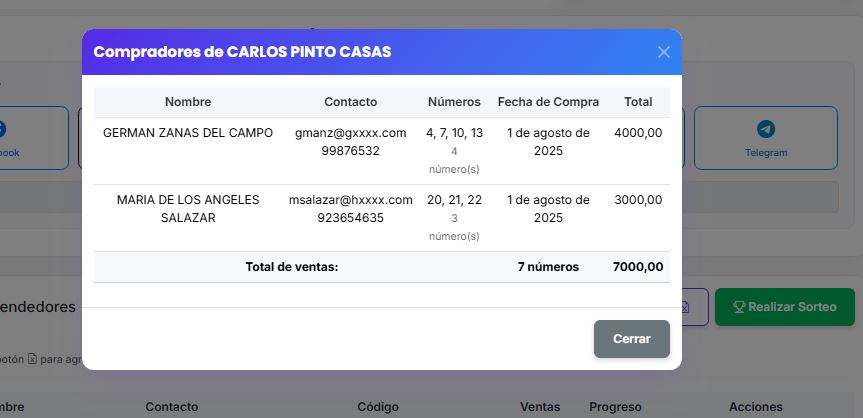 Compradores de CARLOS PINTO CASAS
Nombre Contacto Números Fecha de Compra Total
GERMAN ZANAS DEL CAMPO gmanz@gxxxx.com 4, 7, 10, 13 1 de agosto de 4000,00
99876532 4 2025
número(s)
MARIA DE LOS ANGELES msalazar@hxxxx.com 20, 21, 22 1 de agosto de 3000,00
SALAZAR 923654635 3 2025
número(s)
Total de ventas: 7 números 7000,00
Cerrar
ook
Telegram
endedores
Realizar Sorteo
botón para agr
mbre Contacto Código Ventas Progreso Acciones